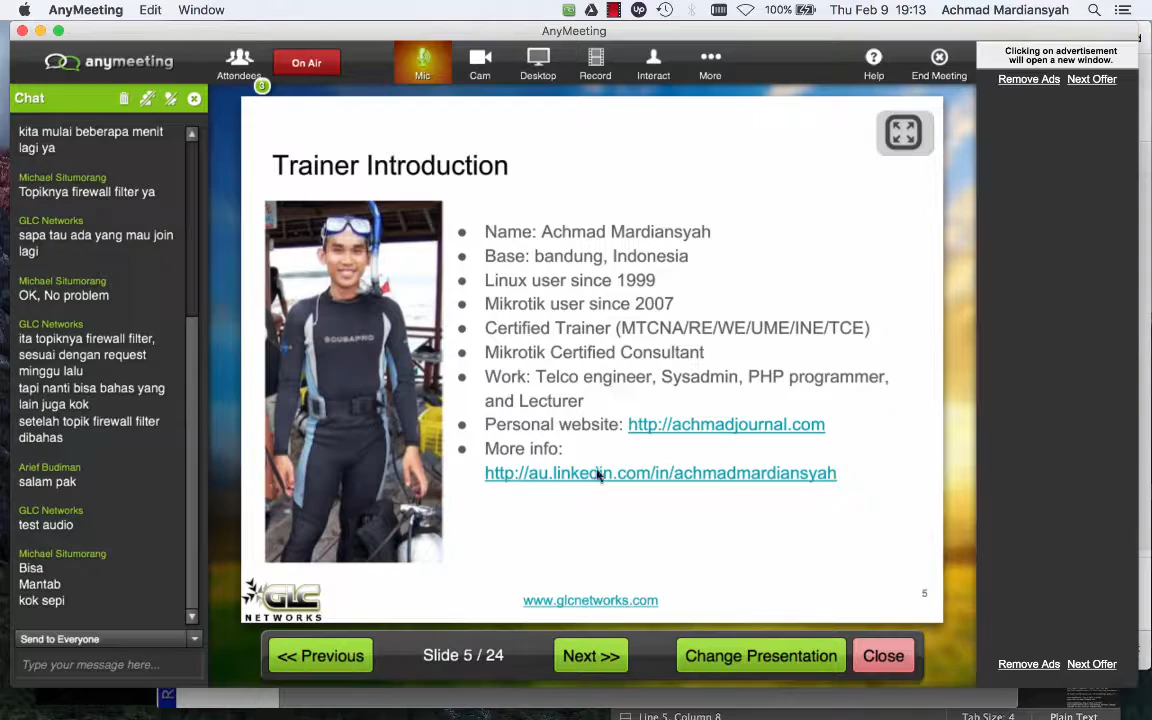 AnyMeeting Edit Window
100% Thu Feb 9 19:13 Achmad Mardiansyah
AnyMeeting
anymeeting
Attendees
3
On Air
Mic
Cam
Desktop
Record
Interact
More
Help
End Meeting
Clicking on advertisement
will open a new window.
Remove Ads Next Offer
Chat
kita mulai beberapa menit
lagi ya
Michael Situmorang
Topiknya firewall filter ya
GLC Networks
sapa tau ada yang mau join
lagi
Michael Situmorang
OK, No problem
GLC Networks
ita topiknya firewall filter,
sesuai dengan request
minggu lalu
tapi nanti bisa bahas yang
lain juga kok
setelah topik firewall filter
dibahas
Arief Budiman
salam pak
GLC Networks
test audio
Michael Situmorang
Bisa
Mantab
kok sepi
Send to Everyone
Type your message here...
Trainer Introduction
SCUBAPRO
● Name: Achmad Mardiansyah
● Base: bandung, Indonesia
● Linux user since 1999
● Mikrotik user since 2007
● Certified Trainer (MTCNA/RE/WE/UME/INE/TCE)
● Mikrotik Certified Consultant
● Work: Telco engineer, Sysadmin, PHP programmer,
and Lecturer
● Personal website: http://achmadjournal.com
● More info:
http://au.linkedin.com/in/achmadmardiansyah
GLC
NETWORKS
www.glcnetworks.com
5
<< Previous
Slide 5 / 24
Next >>
Change Presentation
Close
Remove Ads Next Offer
Line 5, Column 8
Tab Size: 4
Plain Text